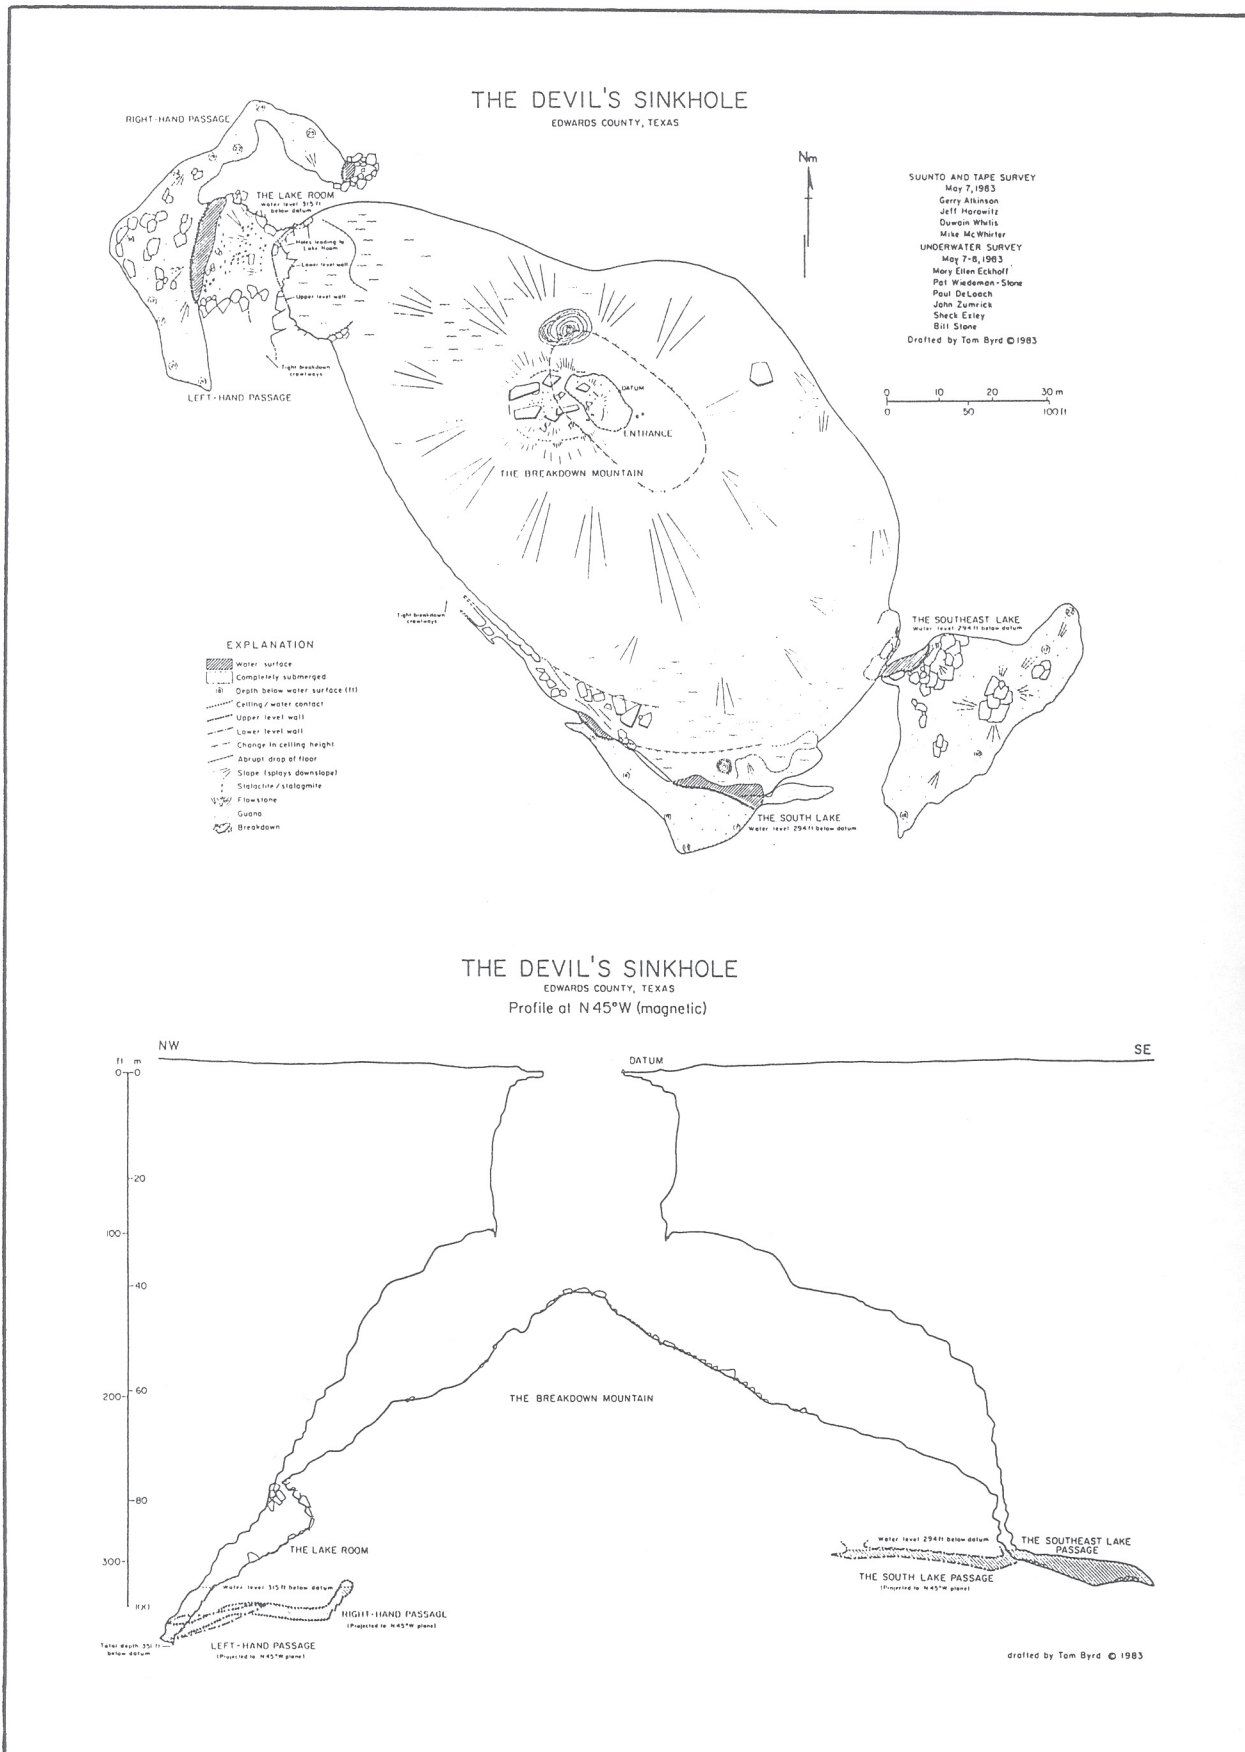 THE DEVIL'S SINKHOLE
EDWARDS COUNTY, TEXAS
RIGHT-HAND PASSAGE
THE LAKE ROOM
Water level 315 ft
below datum
Holes leading to
Lake Room
Lower level wall
Upper level wall
Tight breakdown
crawlways
LEFT-HAND PASSAGE
Nm
SUUNTO AND TAPE SURVEY
May 7, 1983
Gerry Atkinson
Jeff Horowitz
Duwain Whitis
Mike McWhirter
UNDERWATER SURVEY
May 7-8, 1983
Mary Ellen Eckhoff
Pat Wiedeman-Stone
Paul DeLoach
John Zumrick
Sheck Exley
Bill Stone
Drafted by Tom Byrd © 1983
0 10 20 30 m
0 50 100 ft
DATUM
ENTRANCE
THE BREAKDOWN MOUNTAIN
Tight breakdown
crawlways
THE SOUTHEAST LAKE
Water level 294 ft below datum
THE SOUTH LAKE
Water level 294 ft below datum
EXPLANATION
Water surface
Completely submerged
Depth below water surface (ft)
Ceiling / water contact
Upper level wall
Lower level wall
Change in ceiling height
Abrupt drop of floor
Slope (splays downslope)
Stalactite / stalagmite
Flowstone
Guano
Breakdown
THE DEVIL'S SINKHOLE
EDWARDS COUNTY, TEXAS
Profile at N 45° W (magnetic)
NW
SE
DATUM
ft m
0 0
20
100
40
200
60
80
300
THE BREAKDOWN MOUNTAIN
THE LAKE ROOM
Water level 315 ft below datum
RIGHT-HAND PASSAGE
(Projected to N 45° W plane)
LEFT-HAND PASSAGE
(Projected to N 45° W plane)
Total depth 351 ft
below datum
Water level 294 ft below datum
THE SOUTHEAST LAKE
PASSAGE
THE SOUTH LAKE PASSAGE
(Projected to N 45° W plane)
drafted by Tom Byrd © 1983